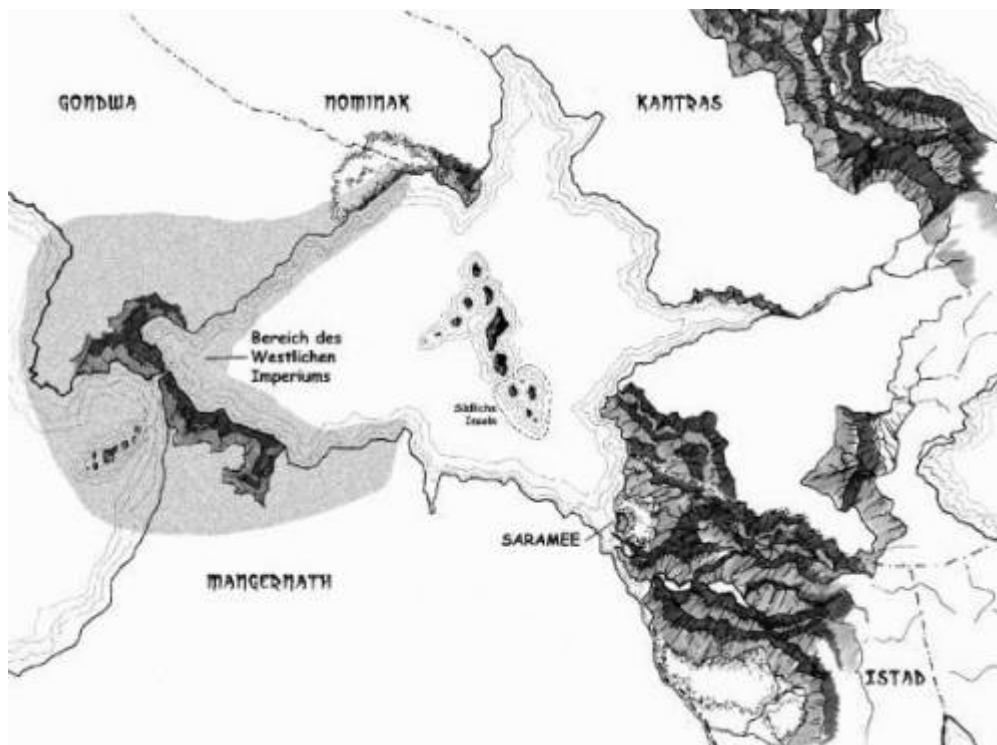 GONDWA
NOMINAK
KANTRAS
Bereich des
Westlichen
Imperiums
Südliche
Inseln
SARAMEE
MANGERNATH
ISTAD